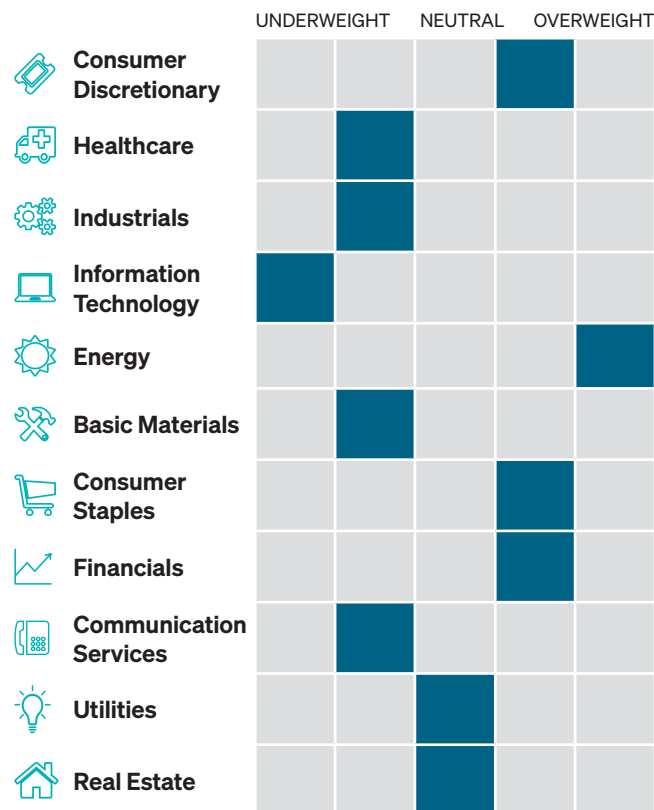 UNDERWEIGHT NEUTRAL OVERWEIGHT
Consumer
Discretionary
Healthcare
Industrials
Information
Technology
Energy
Basic Materials
Consumer
Staples
Financials
Communication
Services
Utilities
Real Estate